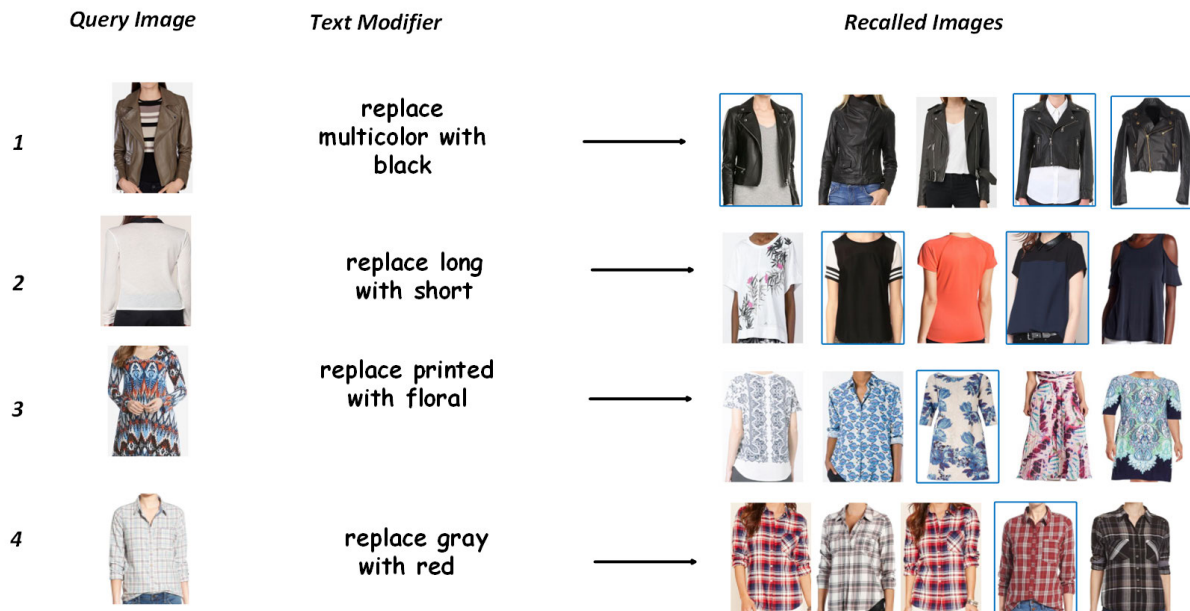 Query Image
Text Modifier
Recalled Images
1
replace
multicolor with
black
2
replace long
with short
3
replace printed
with floral
4
replace gray
with red